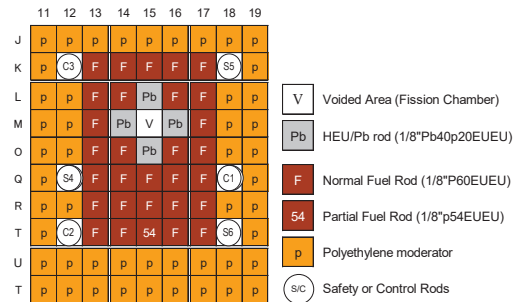 11 12 13 14 15 16 17 18 19
J p p p p p p p p p
K p C3 F F F F F S5 p
L p p F F Pb F F p p
M p p F Pb V Pb F p p
O p p F F Pb F F p p
Q p S4 F F F F F C1 p
R p p F F F F F p p
T p C2 F F 54 F F S6 p
U p p p p p p p p p
T p p p p p p p p p
V Voided Area (Fission Chamber)
Pb HEU/Pb rod (1/8"Pb40p20EUEU)
F Normal Fuel Rod (1/8"P60EUEU)
54 Partial Fuel Rod (1/8"p54EUEU)
p Polyethylene moderator
S/C Safety or Control Rods